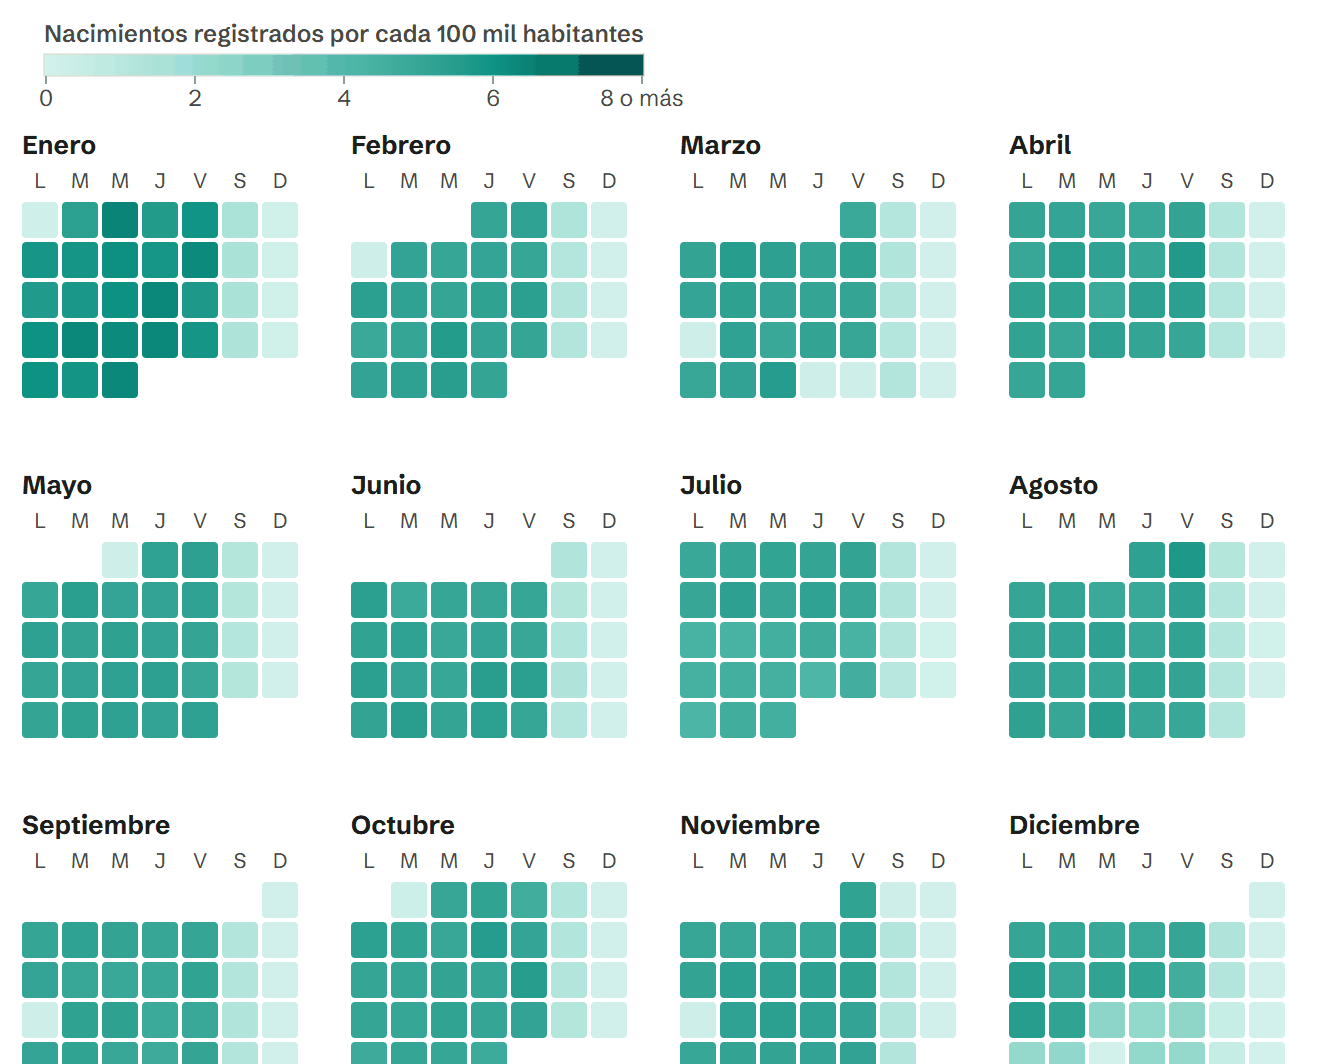 Nacimientos registrados por cada 100 mil habitantes
0 2 4 6 8 o más
Enero Febrero Marzo Abril
L M M J V S D L M M J V S D L M M J V S D L M M J V S D
Mayo Junio Julio Agosto
L M M J V S D L M M J V S D L M M J V S D L M M J V S D
Septiembre Octubre Noviembre Diciembre
L M M J V S D L M M J V S D L M M J V S D L M M J V S D